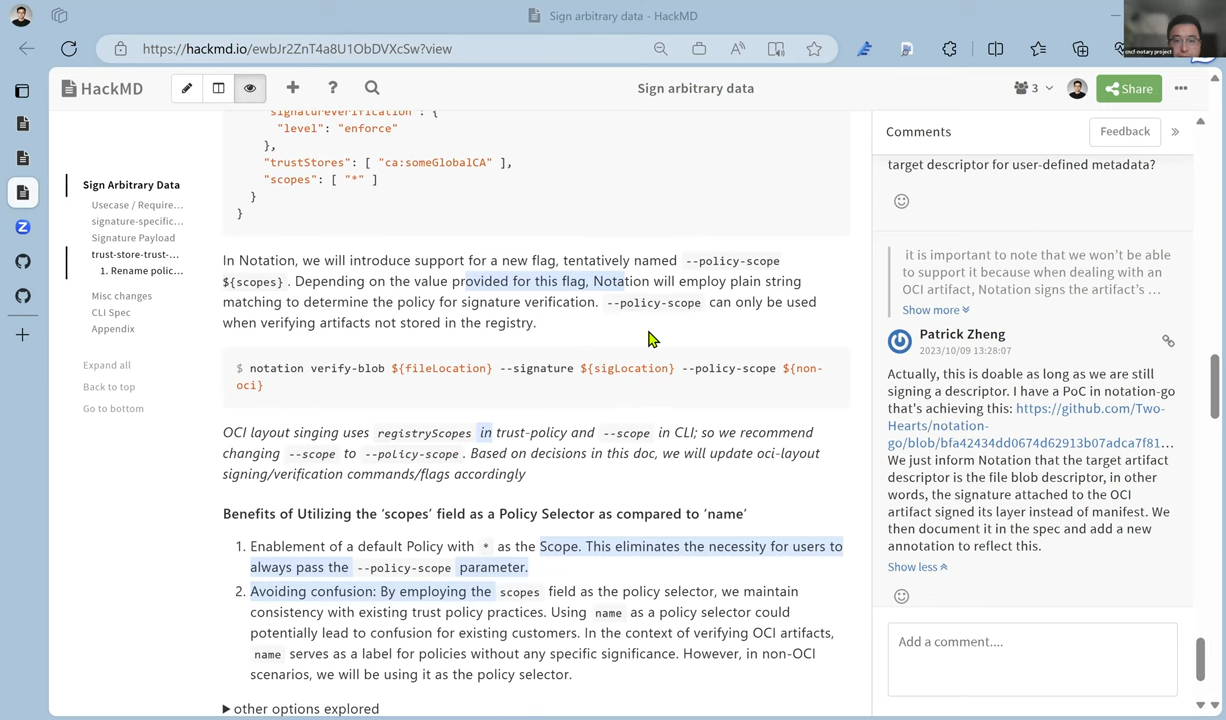 Sign arbitrary data - HackMD
https://hackmd.io/ewbJr2ZnT4a8U1ObDVXcSw?view
cncf-notary project
HackMD
Sign arbitrary data
3
Share
Sign Arbitrary Data
Usecase / Require...
signature-specific...
Signature Payload
trust-store-trust-...
1. Rename polic...
Misc changes
CLI Spec
Appendix
Expand all
Back to top
Go to bottom
"signatureVerification": {
"level": "enforce"
},
"trustStores": [ "ca:someGlobalCA" ],
"scopes": [ "*" ]
}
}
In Notation, we will introduce support for a new flag, tentatively named --policy-scope
${scopes} . Depending on the value provided for this flag, Notation will employ plain string
matching to determine the policy for signature verification. --policy-scope can only be used
when verifying artifacts not stored in the registry.
$ notation verify-blob ${fileLocation} --signature ${sigLocation} --policy-scope ${non-
oci}
OCI layout singing uses registryScopes in trust-policy and --scope in CLI; so we recommend
changing --scope to --policy-scope . Based on decisions in this doc, we will update oci-layout
signing/verification commands/flags accordingly
Benefits of Utilizing the ‘scopes’ field as a Policy Selector as compared to ‘name’
1. Enablement of a default Policy with * as the Scope. This eliminates the necessity for users to
always pass the --policy-scope parameter.
2. Avoiding confusion: By employing the scopes field as the policy selector, we maintain
consistency with existing trust policy practices. Using name as a policy selector could
potentially lead to confusion for existing customers. In the context of verifying OCI artifacts,
name serves as a label for policies without any specific significance. However, in non-OCI
scenarios, we will be using it as the policy selector.
other options explored
Comments
Feedback
target descriptor for user-defined metadata?
it is important to note that we won’t be able
to support it because when dealing with an
OCI artifact, Notation signs the artifact’s ...
Show more
Patrick Zheng
2023/10/09 13:28:07
Actually, this is doable as long as we are still
signing a descriptor. I have a PoC in notation-go
that's achieving this: https://github.com/Two-
Hearts/notation-
go/blob/bfa42434dd0674d62913b07adca7f81...
We just inform Notation that the target artifact
descriptor is the file blob descriptor, in other
words, the signature attached to the OCI
artifact signed its layer instead of manifest. We
then document it in the spec and add a new
annotation to reflect this.
Show less
Add a comment....